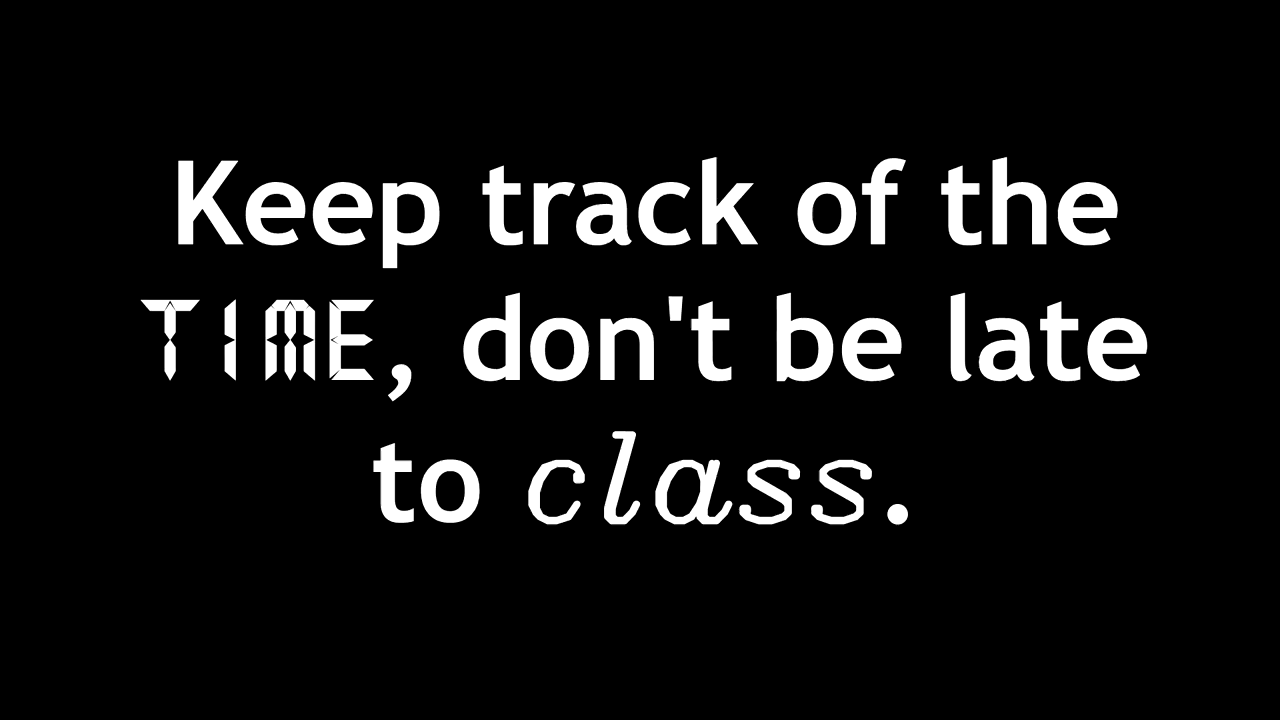 Keep track of the
TIME, don't be late
to class.